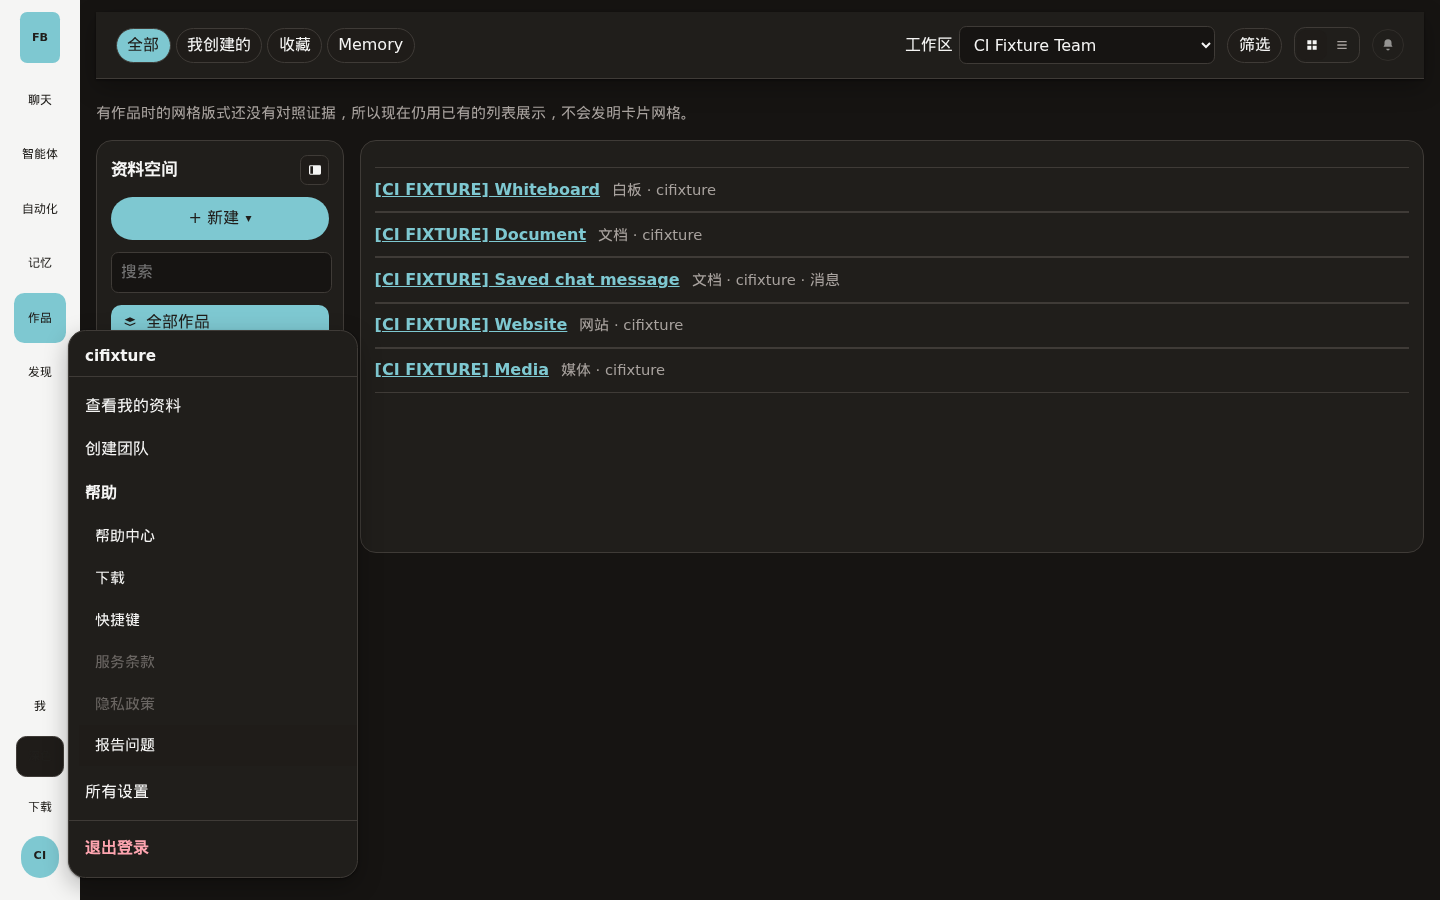 FB
聊天
智能体
自动化
记忆
作品
发现
我
下载
CI
全部 我创建的 收藏 Memory
工作区 CI Fixture Team 筛选
有作品时的网格版式还没有对照证据，所以现在仍用已有的列表展示，不会发明卡片网格。
资料空间
+ 新建 ▾
搜索
全部作品
[CI FIXTURE] Whiteboard 白板 · cifixture
[CI FIXTURE] Document 文档 · cifixture
[CI FIXTURE] Saved chat message 文档 · cifixture · 消息
[CI FIXTURE] Website 网站 · cifixture
[CI FIXTURE] Media 媒体 · cifixture
cifixture
查看我的资料
创建团队
帮助
帮助中心
下载
快捷键
服务条款
隐私政策
报告问题
所有设置
退出登录